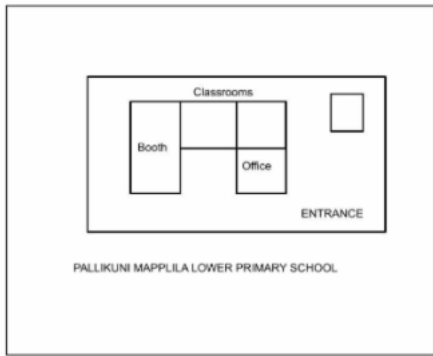 Classrooms
Booth
Office
ENTRANCE
PALLIKUNI MAPPLILA LOWER PRIMARY SCHOOL